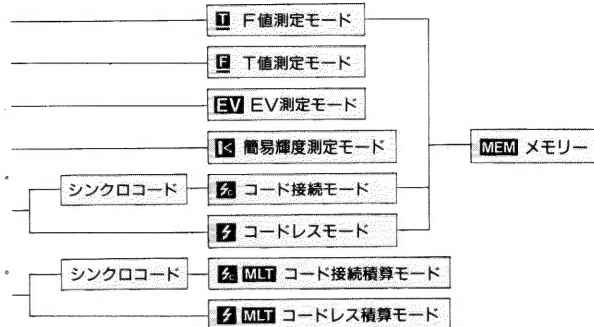 T F値測定モード
F T値測定モード
EV EV測定モード
K 簡易輝度測定モード
MEM メモリー
シンクロコード
C コード接続モード
コードレスモード
シンクロコード
C MLT コード接続積算モード
MLT コードレス積算モード